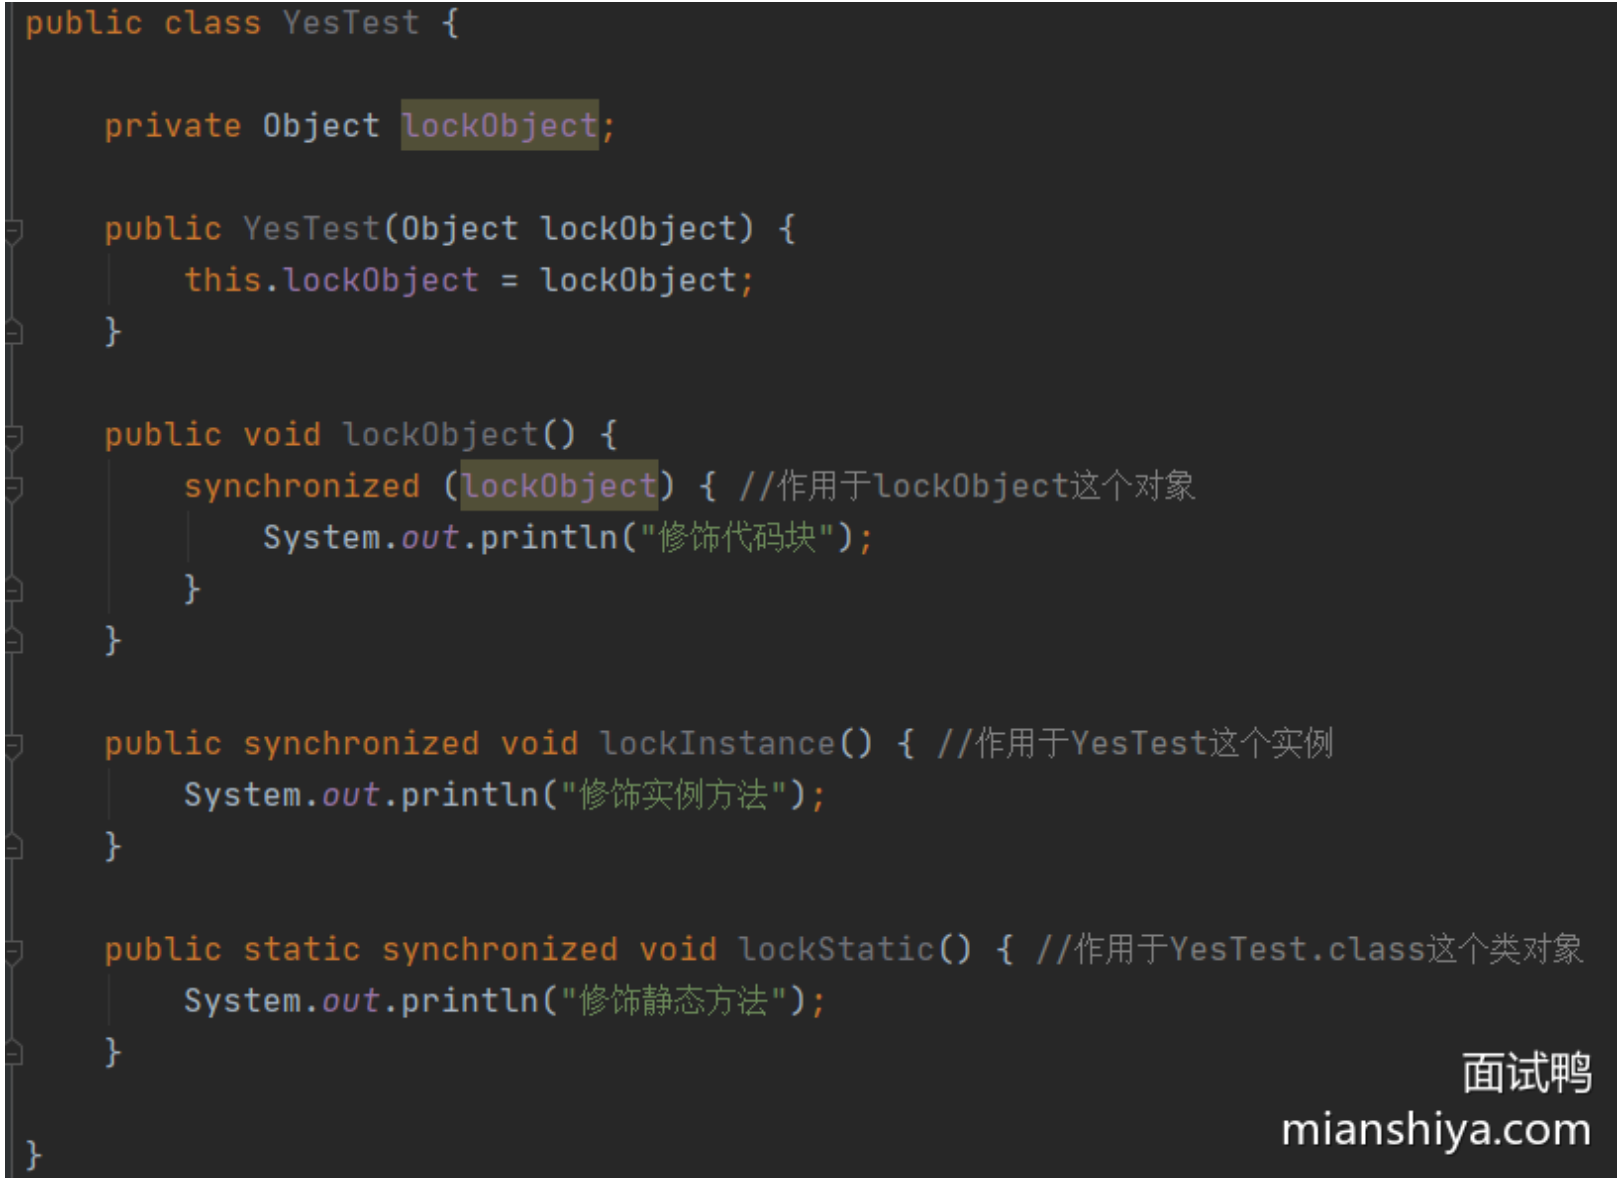 public class YesTest {
private Object lockObject;
public YesTest(Object lockObject) {
this.lockObject = lockObject;
}
public void lockObject() {
synchronized (lockObject) { //作用于lockObject这个对象
System.out.println("修饰代码块");
}
}
public synchronized void lockInstance() { //作用于YesTest这个实例
System.out.println("修饰实例方法");
}
public static synchronized void lockStatic() { //作用于YesTest.class这个类对象
System.out.println("修饰静态方法");
}
}
面试鸭
mianshiya.com